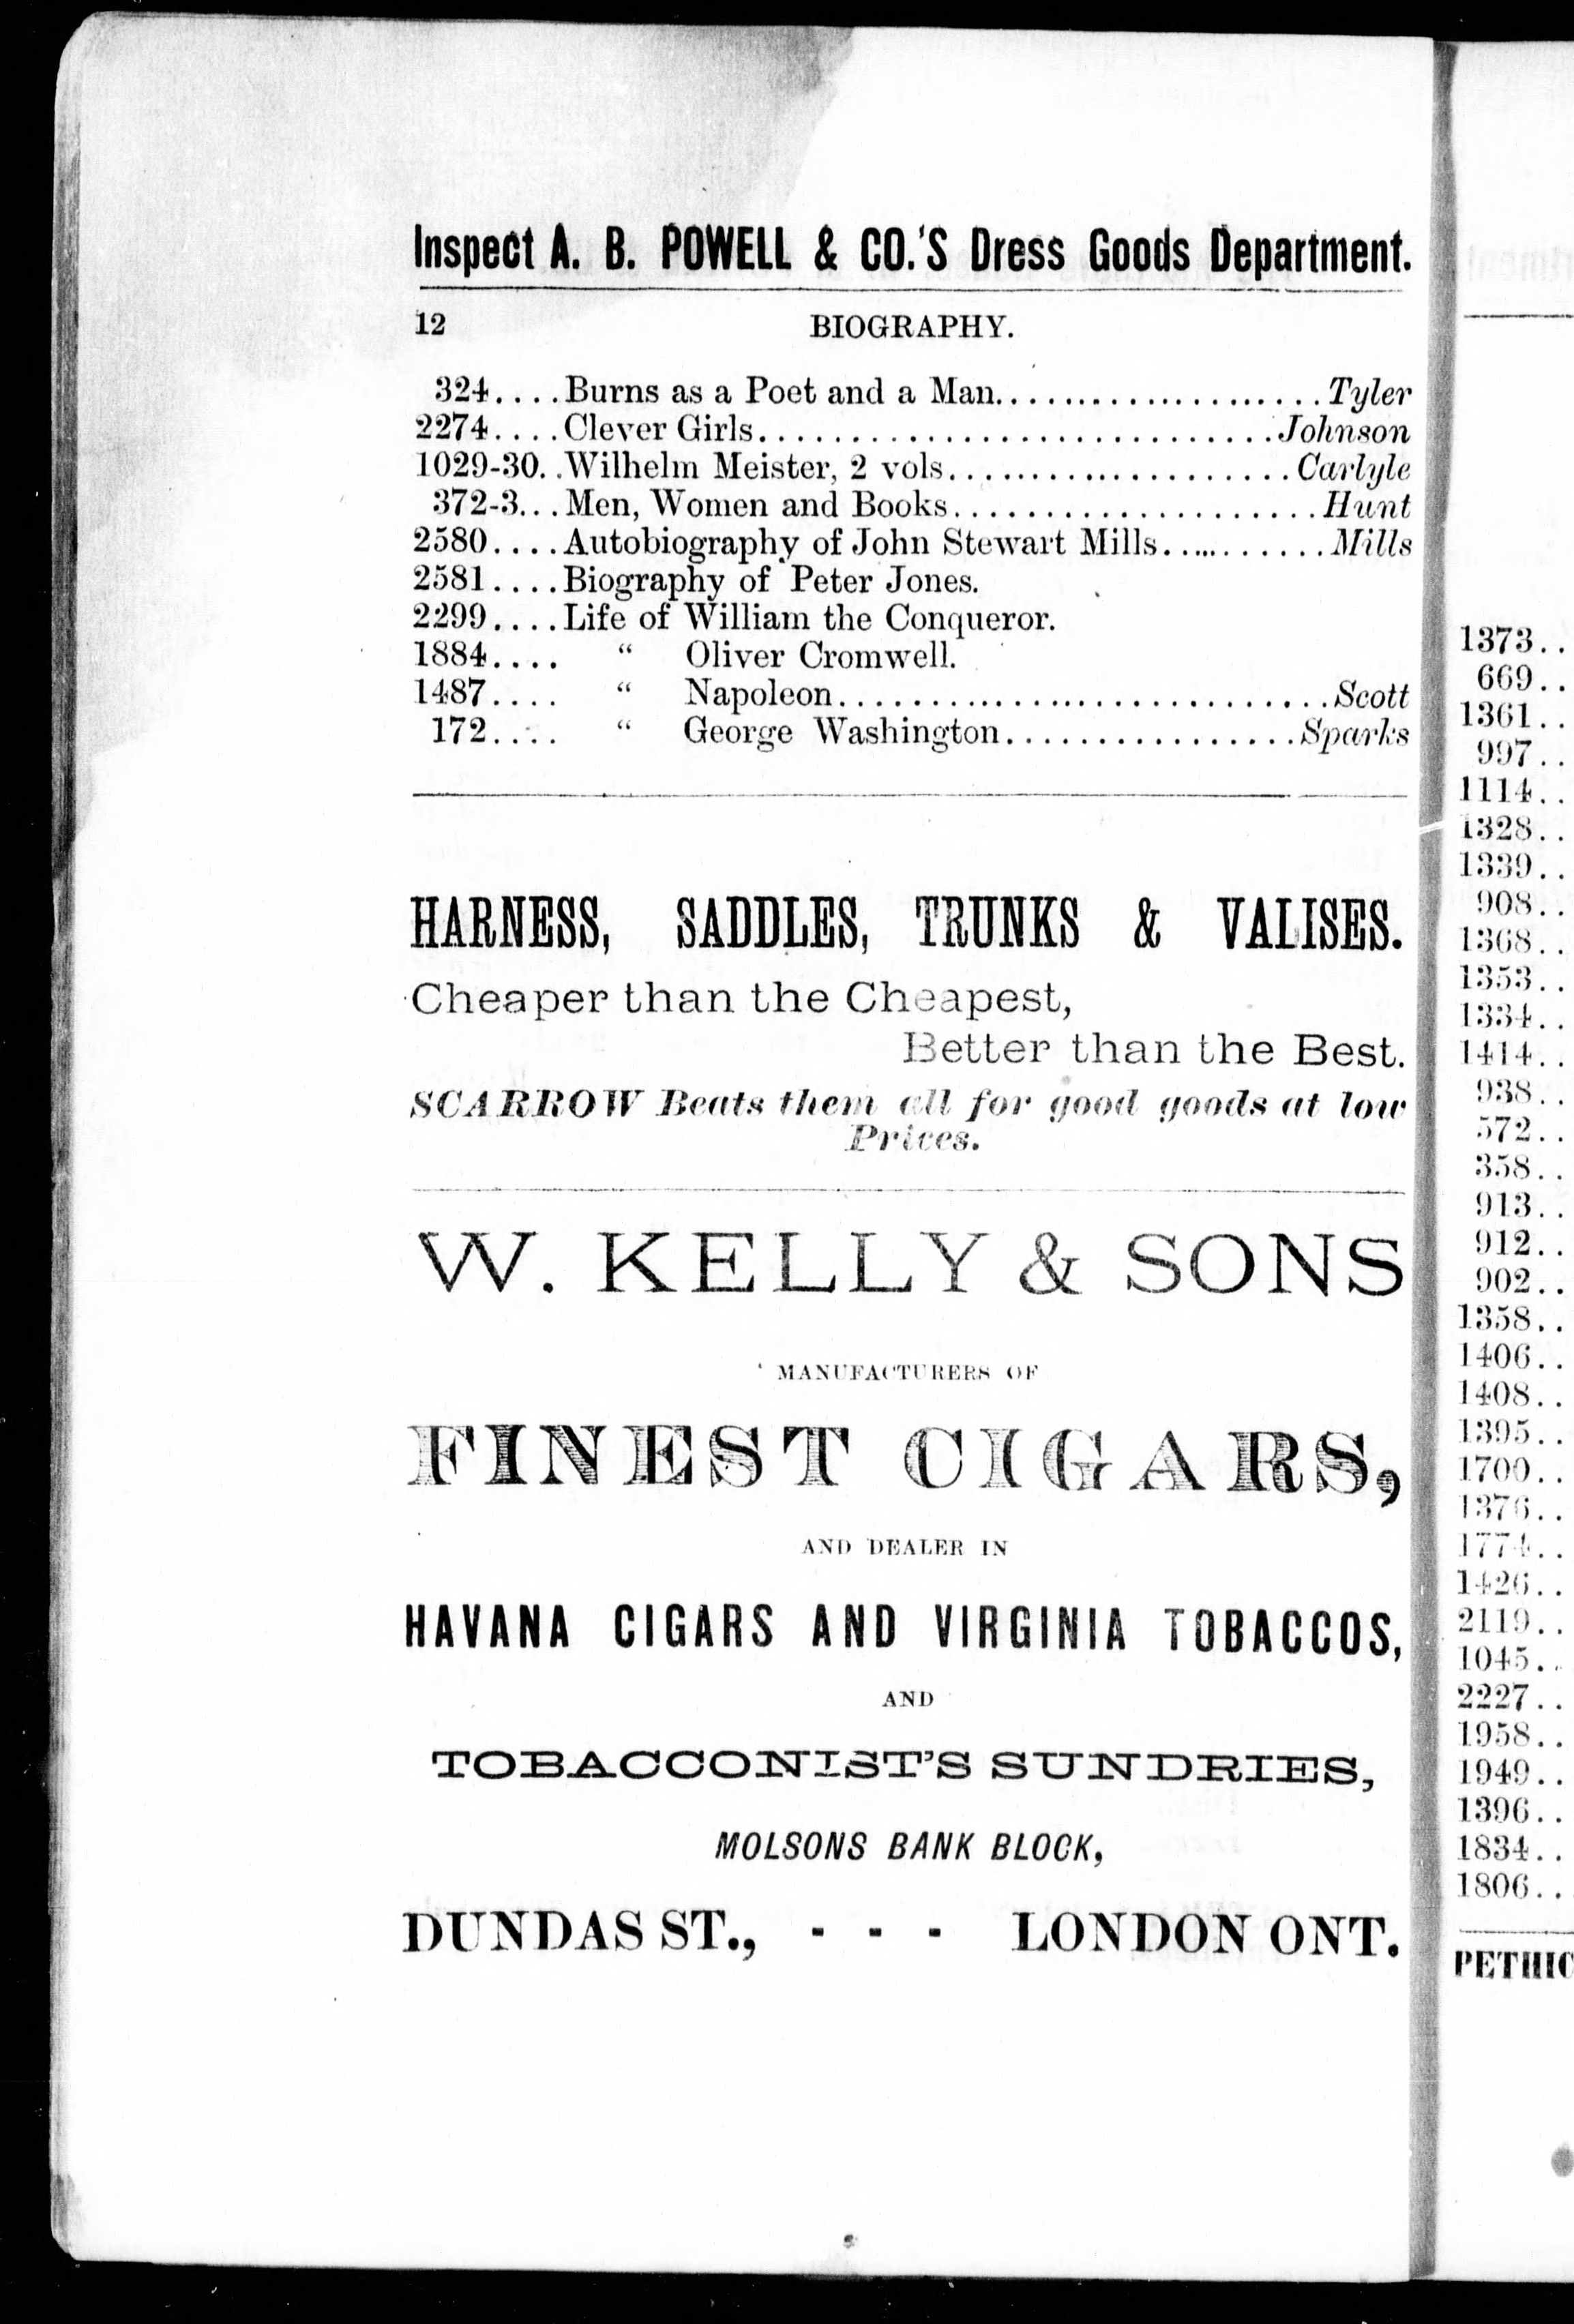 Inspect A. B. POWELL & CO.'S Dress Goods Department.
12 BIOGRAPHY.
324....Burns as a Poet and a Man......................Tyler
2274....Clever Girls.............................Johnson
1029-30..Wilhelm Meister, 2 vols......................Carlyle
372-3...Men, Women and Books.....................Hunt
2580....Autobiography of John Stewart Mills...........Mills
2581....Biography of Peter Jones.
2299....Life of William the Conqueror.
1884.... “ Oliver Cromwell.
1487.... “ Napoleon..............................Scott
172.... “ George Washington.................Sparks
HARNESS, SADDLES, TRUNKS & VALISES.
Cheaper than the Cheapest,
Better than the Best.
SCARROW Beats them all for good goods at low
Prices.
W. KELLY & SONS
MANUFACTURERS OF
FINEST CIGARS,
AND DEALER IN
HAVANA CIGARS AND VIRGINIA TOBACCOS,
AND
TOBACCONIST'S SUNDRIES,
MOLSONS BANK BLOCK,
DUNDAS ST., - - - LONDON ONT.
1373..
669..
1361..
997..
1114..
1328..
1339..
908..
1368..
1353..
1334..
1414..
938..
572..
358..
913..
912..
902..
1358..
1406..
1408..
1395..
1700..
1376..
1774..
1426..
2119..
1045..
2227..
1958..
1949..
1396..
1834..
1806..
PETHIC